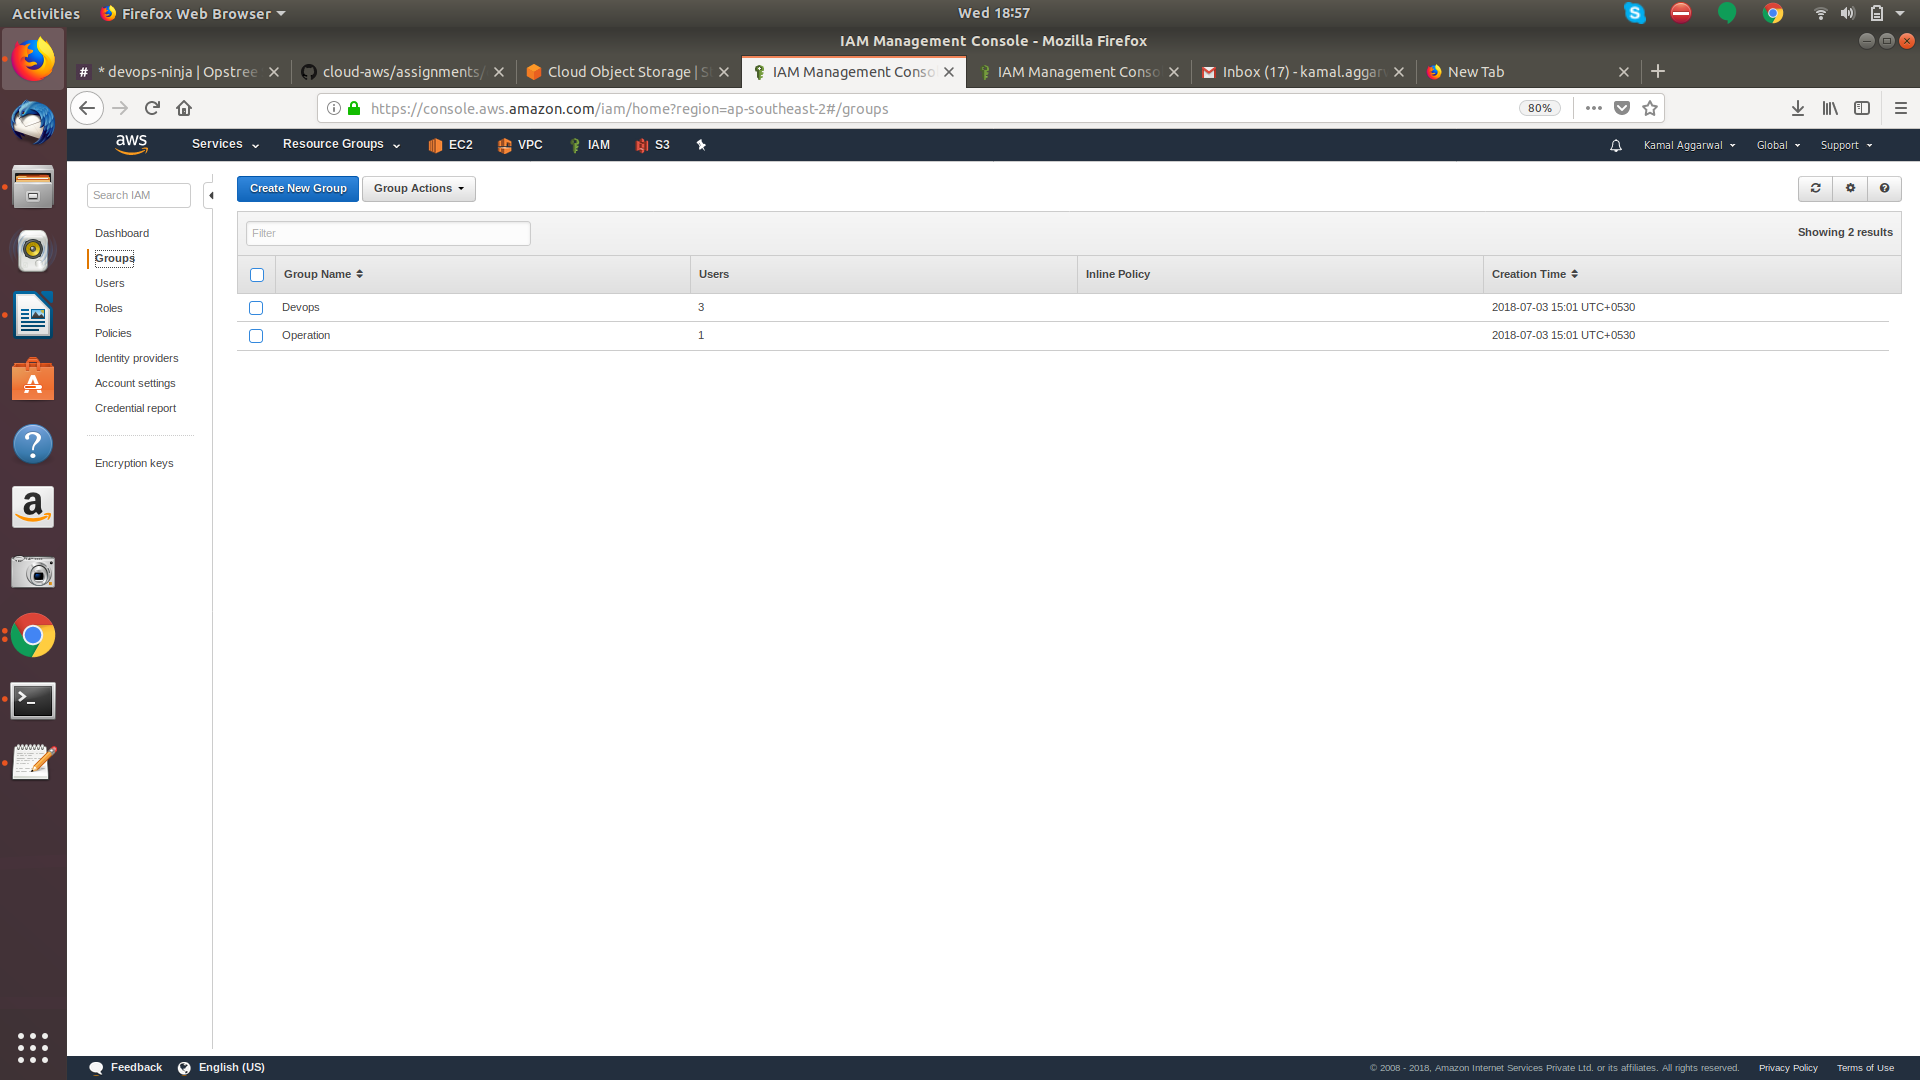 Activities Firefox Web Browser Wed 18:57
IAM Management Console - Mozilla Firefox
# * devops-ninja | Opstree cloud-aws/assignments/ Cloud Object Storage | S IAM Management Conso IAM Management Conso Inbox (17) - kamal.aggar New Tab
https://console.aws.amazon.com/iam/home?region=ap-southeast-2#/groups 80%
aws Services Resource Groups EC2 VPC IAM S3 Kamal Aggarwal Global Support
Search IAM
Dashboard
Groups
Users
Roles
Policies
Identity providers
Account settings
Credential report
Encryption keys
Create New Group Group Actions
Filter Showing 2 results
Group Name Users Inline Policy Creation Time
Devops 3 2018-07-03 15:01 UTC+0530
Operation 1 2018-07-03 15:01 UTC+0530
Feedback English (US) © 2008 - 2018, Amazon Internet Services Private Ltd. or its affiliates. All rights reserved. Privacy Policy Terms of Use